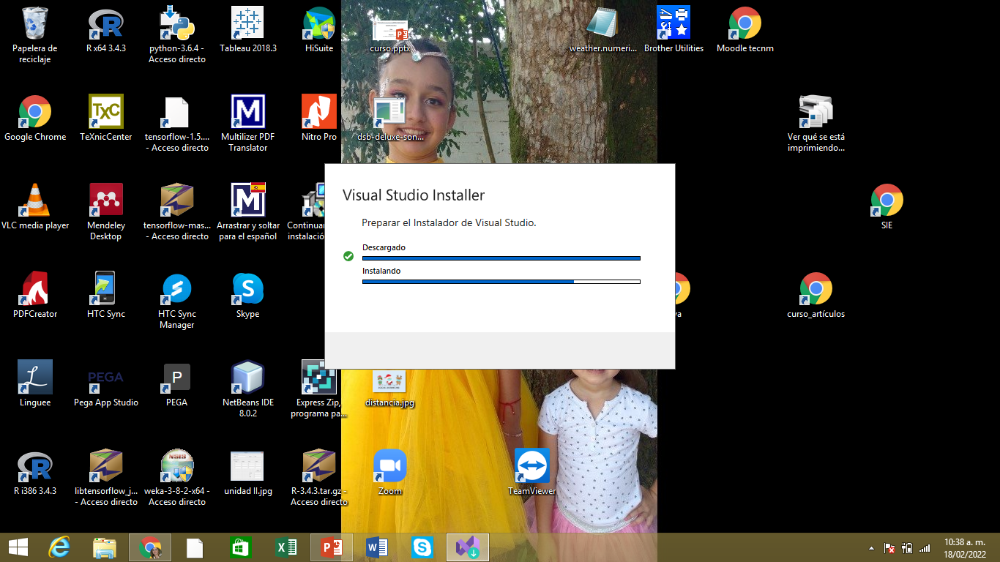 Papelera de
reciclaje
R x64 3.4.3
python-3.6.4 -
Acceso directo
Tableau 2018.3
HiSuite
curso.pptx
weather.numeri...
Brother Utilities
Moodle tecnm
Google Chrome
TXC
TeXnicCenter
tensorflow-1.5....
- Acceso directo
M
Multilizer PDF
Translator
Nitro Pro
dsb-deluxe-son...
Ver qué se está
imprimiendo...
VLC media player
Mendeley
Desktop
tensorflow-mas...
- Acceso directo
M
Arrastrar y soltar
para el español
Continuar
instalació
Visual Studio Installer
Preparar el Instalador de Visual Studio.
Descargado
Instalando
SIE
PDFCreator
HTC Sync
HTC Sync
Manager
S
Skype
va
curso_artículos
L
Linguee
PEGA
Pega App Studio
P
PEGA
NetBeans IDE
8.0.2
Express Zip,
programa pa...
distancia.jpg
R i386 3.4.3
libtensorflow_j...
- Acceso directo
NSIS
weka-3-8-2-x64 -
Acceso directo
unidad II.jpg
R-3.4.3.tar.gz -
Acceso directo
Zoom
TeamViewer
10:38 a. m.
18/02/2022